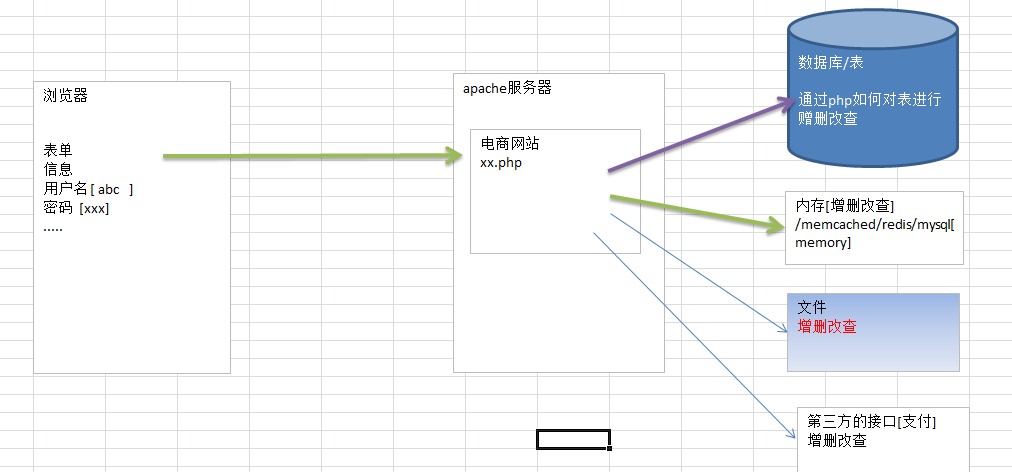 浏览器
表单
信息
用户名[ abc ]
密码 [xxx]
.....
apache服务器
电商网站
xx.php
数据库/表
通过php如何对表进行
赠删改查
内存[增删改查]
/memcached/redis/mysql[
memory]
文件
增删改查
第三方的接口[支付]
增删改查